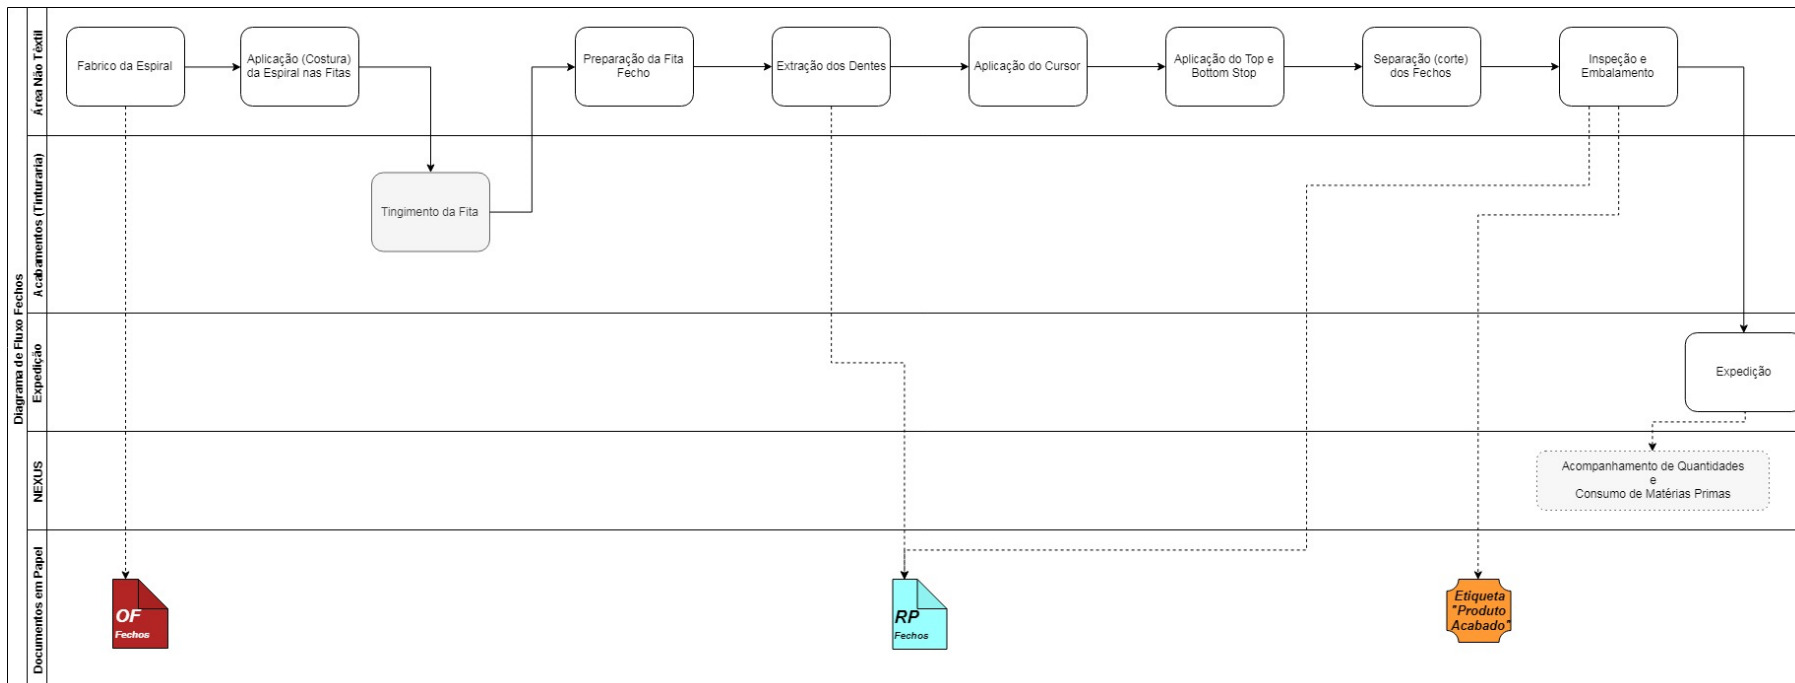 Diagrama de Fluxo Fechos
Área Não Têxtil
Fabrico da Espiral
Aplicação (Costura)
da Espiral nas Fitas
Preparação da Fita
Fecho
Extração dos Dentes
Aplicação do Cursor
Aplicação do Top e
Bottom Stop
Separação (corte)
dos Fechos
Inspeção e
Embalamento
Acabamentos (Tinturaria)
Tingimento da Fita
Expedição
Expedição
NEXUS
Acompanhamento de Quantidades
e
Consumo de Matérias Primas
Documentos em Papel
OF
Fechos
RP
Fechos
Etiqueta
"Produto
Acabado"